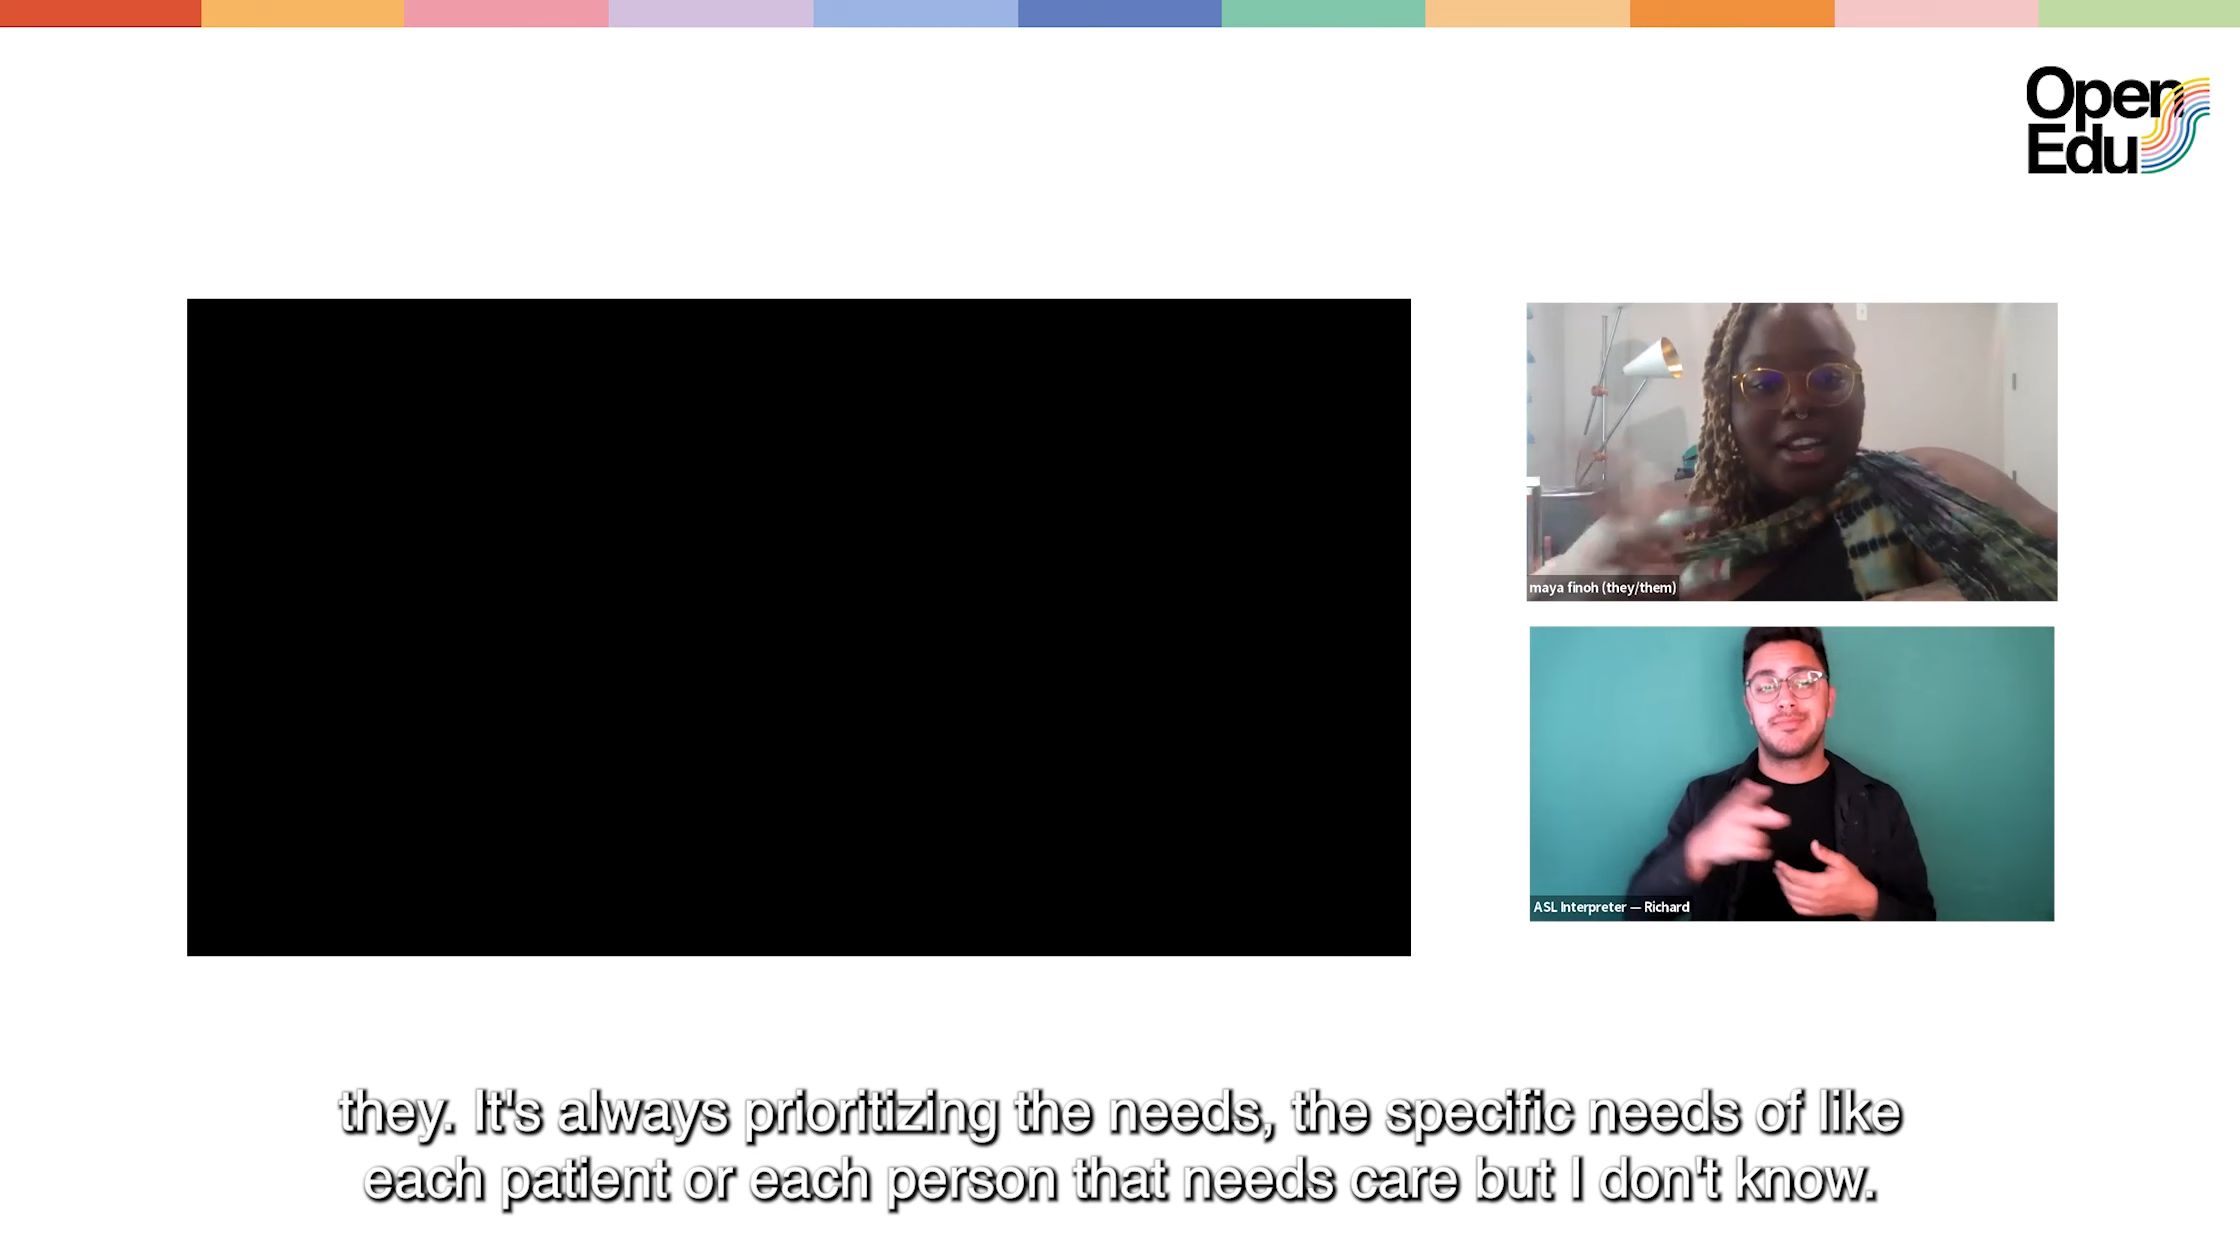 Open
Edu
maya finoh (they/them)
ASL Interpreter — Richard
they. It's always prioritizing the needs, the specific needs of like
each patient or each person that needs care but I don't know.